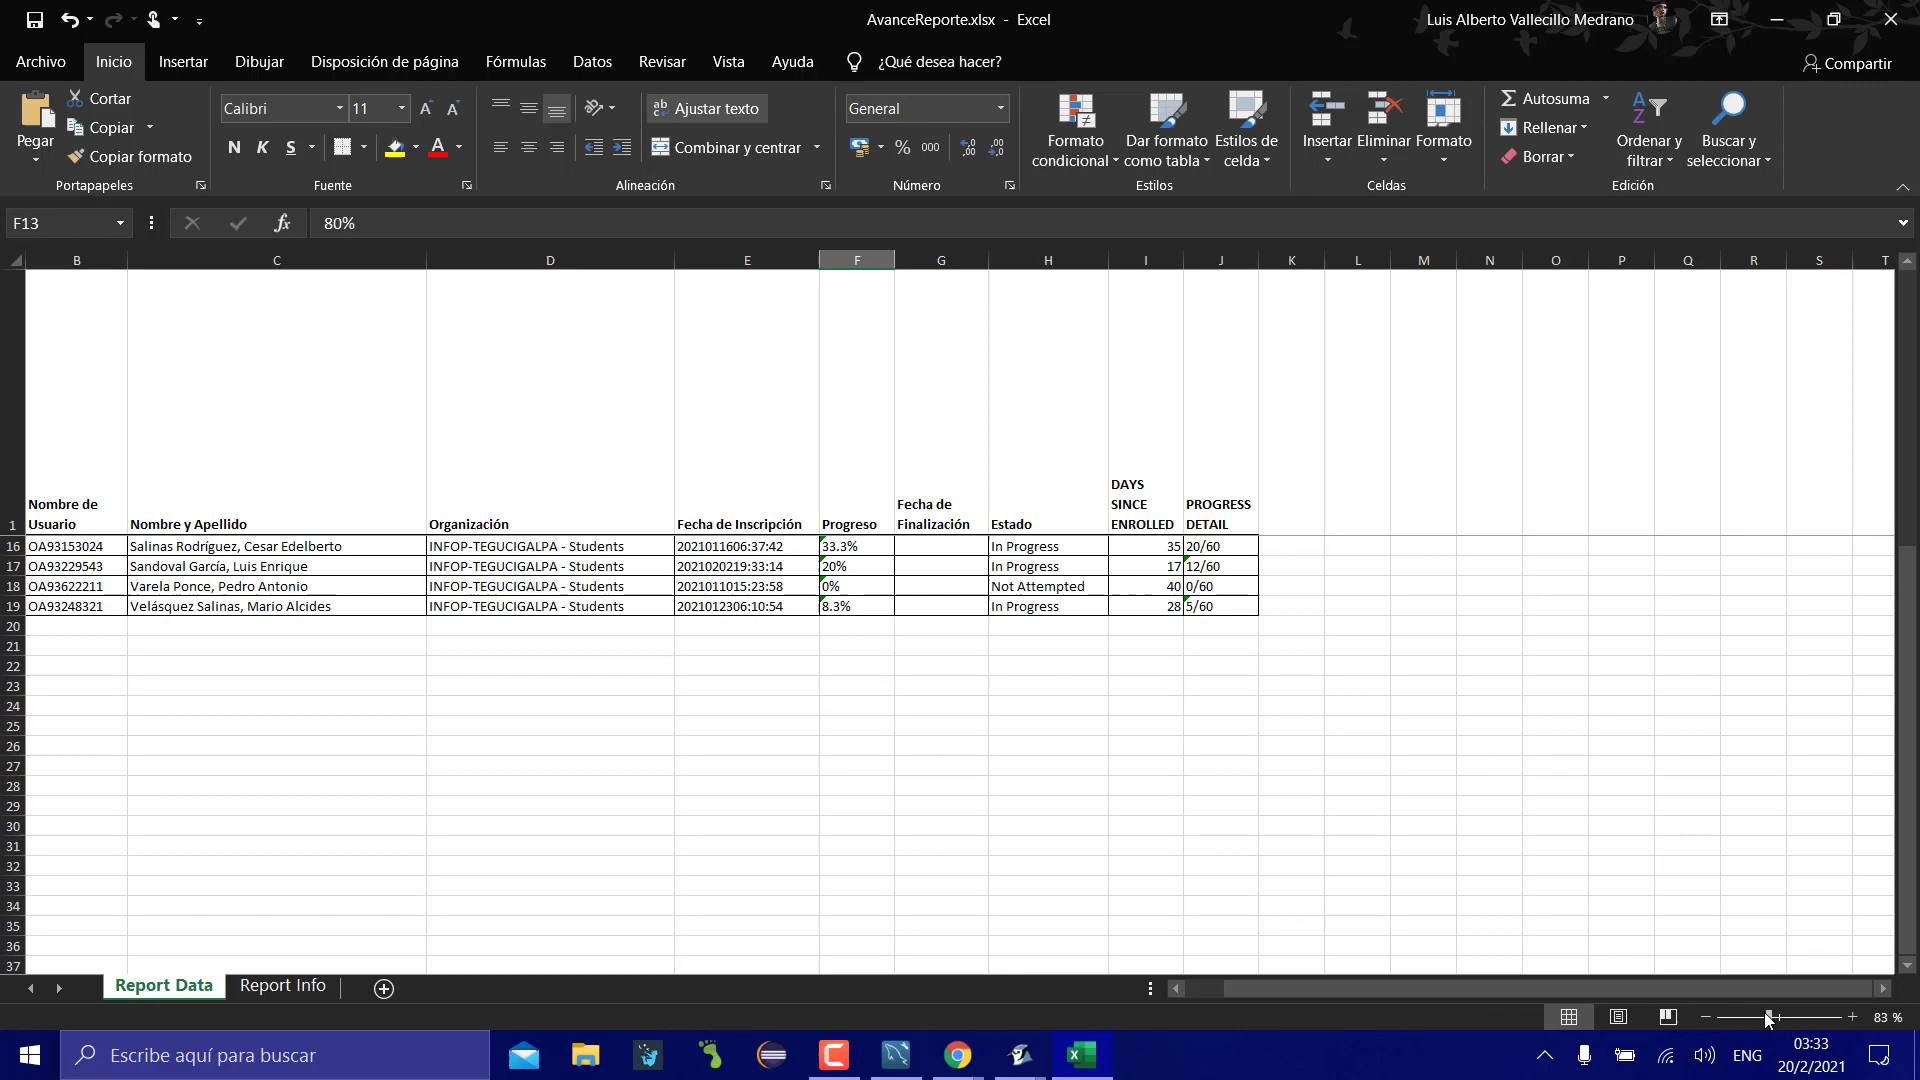 AvanceReporte.xlsx - Excel
Luis Alberto Vallecillo Medrano
Archivo Inicio Insertar Dibujar Disposición de página Fórmulas Datos Revisar Vista Ayuda ¿Qué desea hacer? Compartir
Pegar
Cortar
Copiar
Copiar formato
Portapapeles
Calibri 11
N K S
Fuente
Ajustar texto
Combinar y centrar
Alineación
General
% 000
Número
Formato condicional
Dar formato como tabla
Estilos de celda
Estilos
Insertar Eliminar Formato
Celdas
Autosuma
Rellenar
Borrar
Ordenar y filtrar
Buscar y seleccionar
Edición
F13 fx 80%
B C D E F G H I J K L M N O P Q R S T
1 Nombre de Usuario Nombre y Apellido Organización Fecha de Inscripción Progreso Fecha de Finalización Estado DAYS SINCE ENROLLED PROGRESS DETAIL
16 OA93153024 Salinas Rodríguez, Cesar Edelberto INFOP-TEGUCIGALPA - Students 2021011606:37:42 33.3% In Progress 35 20/60
17 OA93229543 Sandoval García, Luis Enrique INFOP-TEGUCIGALPA - Students 2021020219:33:14 20% In Progress 17 12/60
18 OA93622211 Varela Ponce, Pedro Antonio INFOP-TEGUCIGALPA - Students 2021011015:23:58 0% Not Attempted 40 0/60
19 OA93248321 Velásquez Salinas, Mario Alcides INFOP-TEGUCIGALPA - Students 2021012306:10:54 8.3% In Progress 28 5/60
20
21
22
23
24
25
26
27
28
29
30
31
32
33
34
35
36
37
Report Data Report Info
83 %
Escribe aquí para buscar
ENG
03:33
20/2/2021